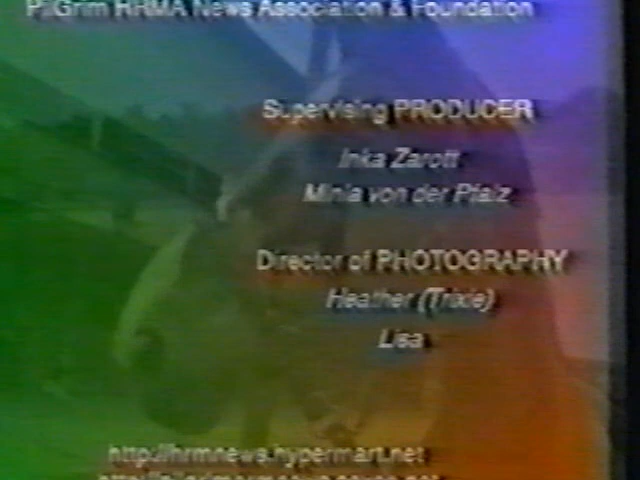 PilGrim RRMA News Association & Foundation
Supervising PRODUCER
Inka Zarott
Minia von der Pfalz
Director of PHOTOGRAPHY
Heather (Trixie)
Lisa
http://hrmnews.hypermart.net